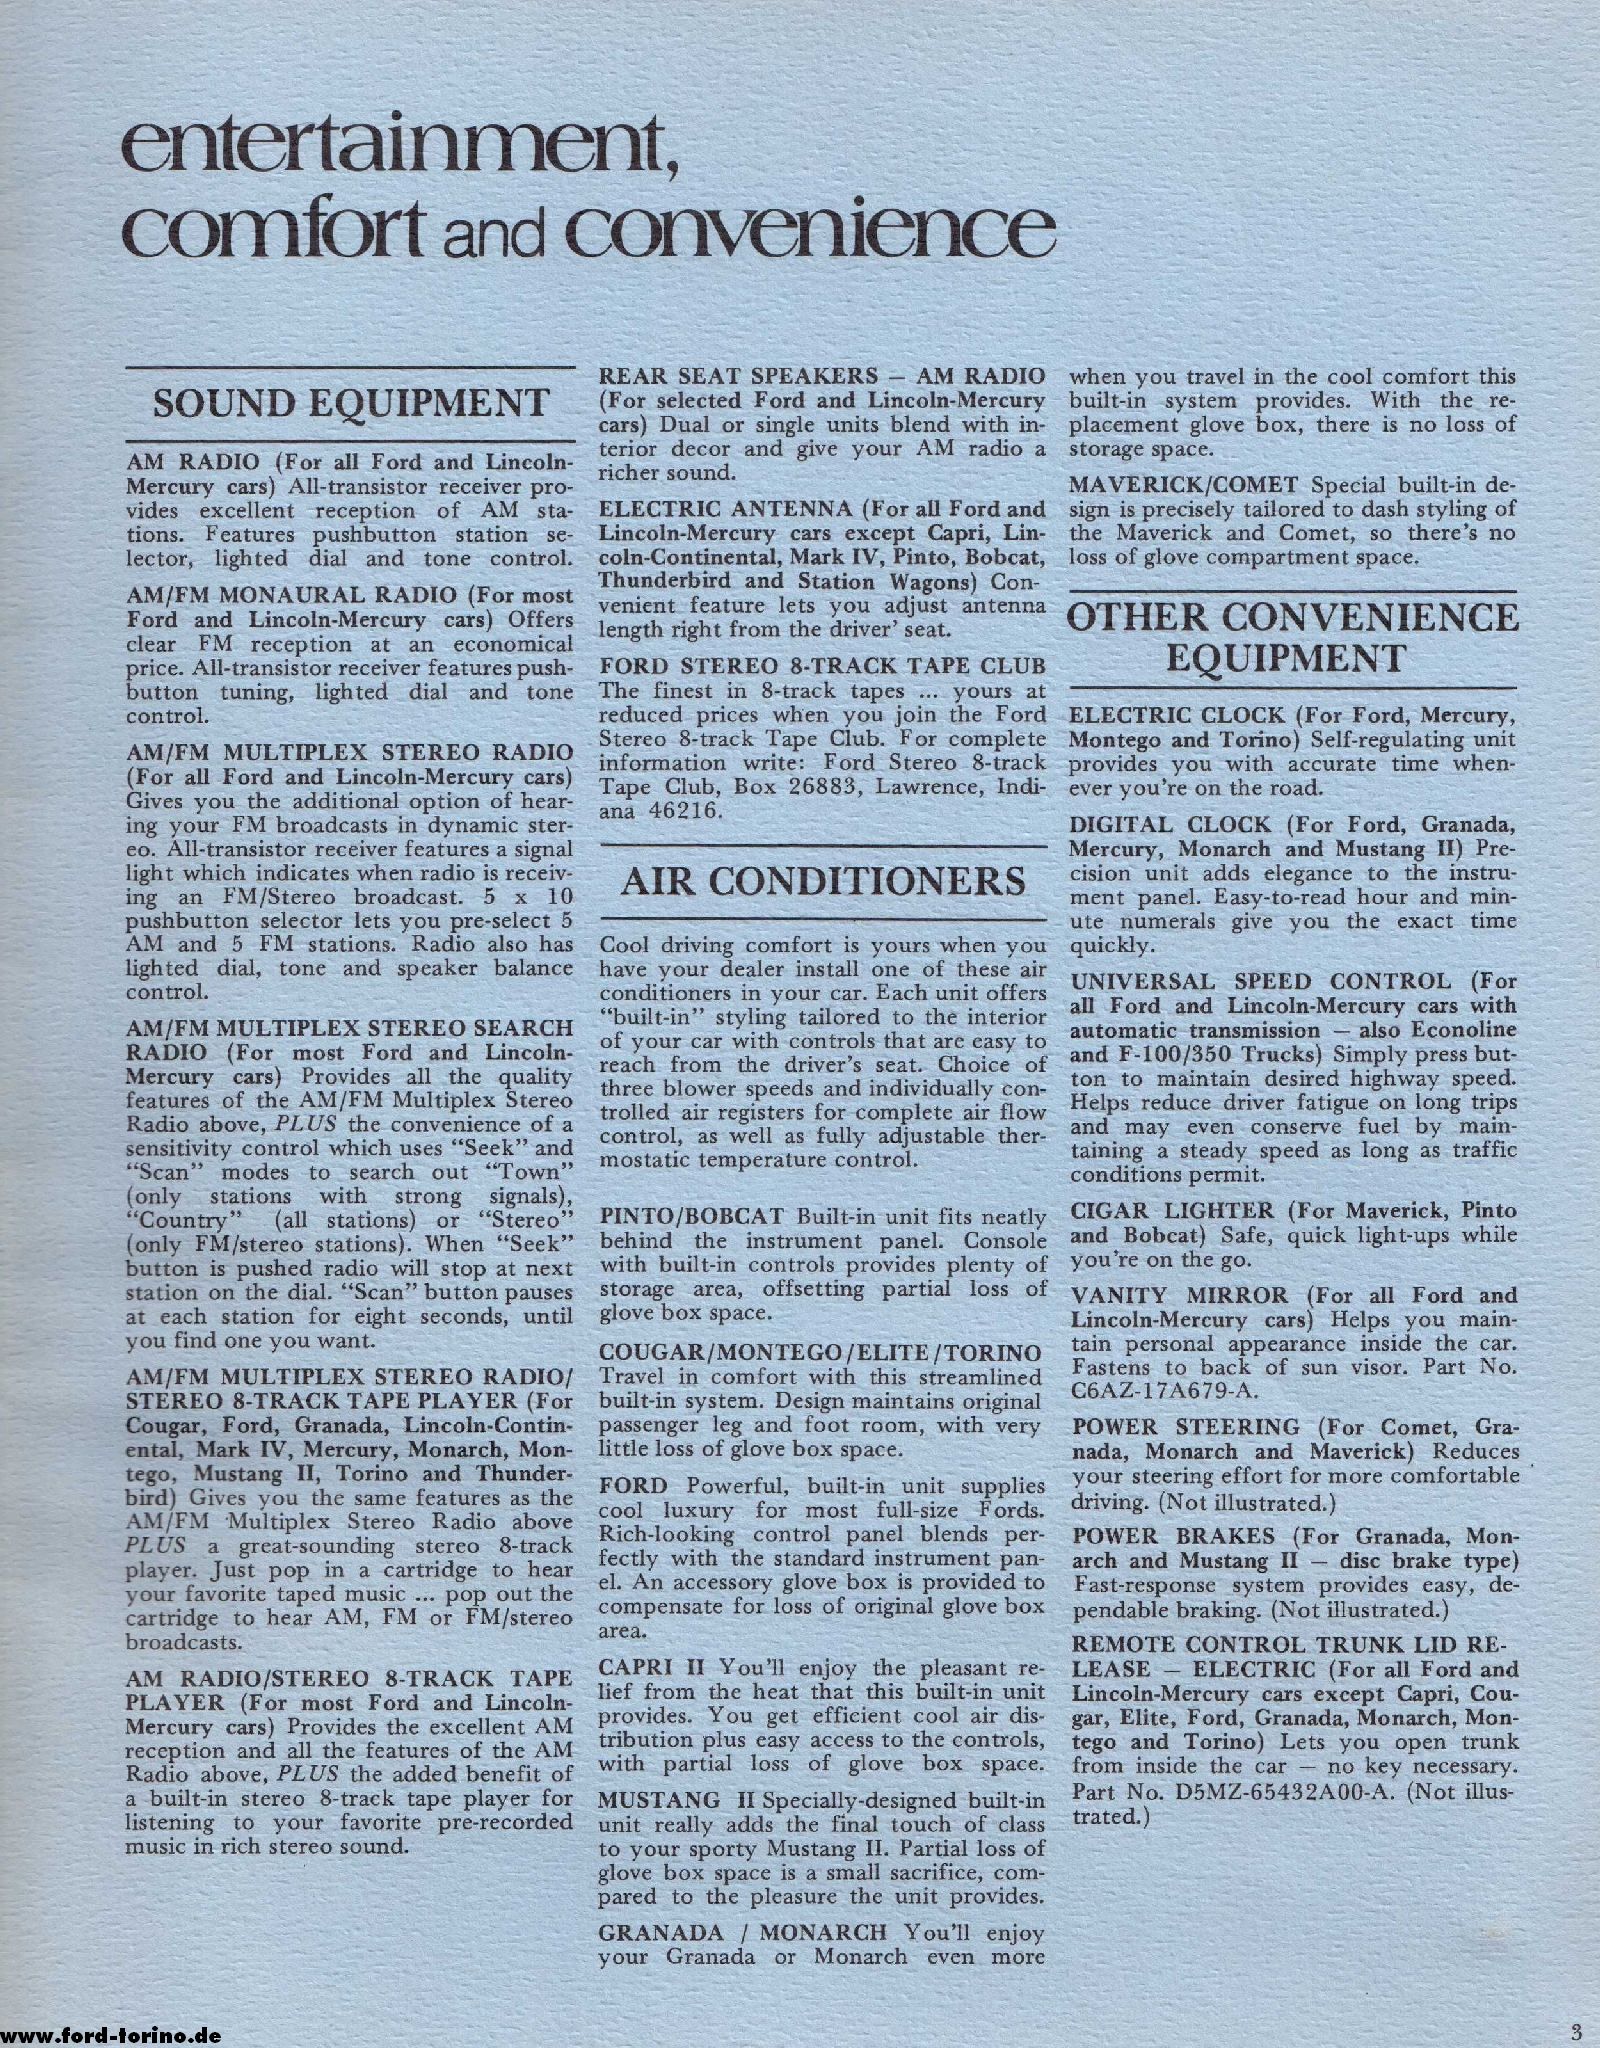 entertainment,
comfort and convenience
SOUND EQUIPMENT
AM RADIO (For all Ford and Lincoln-
Mercury cars) All-transistor receiver pro-
vides excellent reception of AM sta-
tions. Features pushbutton station se-
lector, lighted dial and tone control.
AM/FM MONAURAL RADIO (For most
Ford and Lincoln-Mercury cars) Offers
clear FM reception at an economical
price. All-transistor receiver features push-
button tuning, lighted dial and tone
control.
AM/FM MULTIPLEX STEREO RADIO
(For all Ford and Lincoln-Mercury cars)
Gives you the additional option of hear-
ing your FM broadcasts in dynamic ster-
eo. All-transistor receiver features a signal
light which indicates when radio is receiv-
ing an FM/Stereo broadcast. 5 x 10
pushbutton selector lets you pre-select 5
AM and 5 FM stations. Radio also has
lighted dial, tone and speaker balance
control.
AM/FM MULTIPLEX STEREO SEARCH
RADIO (For most Ford and Lincoln-
Mercury cars) Provides all the quality
features of the AM/FM Multiplex Stereo
Radio above, PLUS the convenience of a
sensitivity control which uses “Seek” and
“Scan” modes to search out “Town”
(only stations with strong signals),
“Country” (all stations) or “Stereo”
(only FM/stereo stations). When “Seek”
button is pushed radio will stop at next
station on the dial. “Scan” button pauses
at each station for eight seconds, until
you find one you want.
AM/FM MULTIPLEX STEREO RADIO/
STEREO 8-TRACK TAPE PLAYER (For
Cougar, Ford, Granada, Lincoln-Contin-
ental, Mark IV, Mercury, Monarch, Mon-
tego, Mustang II, Torino and Thunder-
bird) Gives you the same features as the
AM/FM Multiplex Stereo Radio above
PLUS a great-sounding stereo 8-track
player. Just pop in a cartridge to hear
your favorite taped music ... pop out the
cartridge to hear AM, FM or FM/stereo
broadcasts.
AM RADIO/STEREO 8-TRACK TAPE
PLAYER (For most Ford and Lincoln-
Mercury cars) Provides the excellent AM
reception and all the features of the AM
Radio above, PLUS the added benefit of
a built-in stereo 8-track tape player for
listening to your favorite pre-recorded
music in rich stereo sound.
REAR SEAT SPEAKERS – AM RADIO
(For selected Ford and Lincoln-Mercury
cars) Dual or single units blend with in-
terior decor and give your AM radio a
richer sound.
ELECTRIC ANTENNA (For all Ford and
Lincoln-Mercury cars except Capri, Lin-
coln-Continental, Mark IV, Pinto, Bobcat,
Thunderbird and Station Wagons) Con-
venient feature lets you adjust antenna
length right from the driver' seat.
FORD STEREO 8-TRACK TAPE CLUB
The finest in 8-track tapes ... yours at
reduced prices when you join the Ford
Stereo 8-track Tape Club. For complete
information write: Ford Stereo 8-track
Tape Club, Box 26883, Lawrence, Indi-
ana 46216.
AIR CONDITIONERS
Cool driving comfort is yours when you
have your dealer install one of these air
conditioners in your car. Each unit offers
“built-in” styling tailored to the interior
of your car with controls that are easy to
reach from the driver's seat. Choice of
three blower speeds and individually con-
trolled air registers for complete air flow
control, as well as fully adjustable ther-
mostatic temperature control.
PINTO/BOBCAT Built-in unit fits neatly
behind the instrument panel. Console
with built-in controls provides plenty of
storage area, offsetting partial loss of
glove box space.
COUGAR/MONTEGO/ELITE/TORINO
Travel in comfort with this streamlined
built-in system. Design maintains original
passenger leg and foot room, with very
little loss of glove box space.
FORD Powerful, built-in unit supplies
cool luxury for most full-size Fords.
Rich-looking control panel blends per-
fectly with the standard instrument pan-
el. An accessory glove box is provided to
compensate for loss of original glove box
area.
CAPRI II You'll enjoy the pleasant re-
lief from the heat that this built-in unit
provides. You get efficient cool air dis-
tribution plus easy access to the controls,
with partial loss of glove box space.
MUSTANG II Specially-designed built-in
unit really adds the final touch of class
to your sporty Mustang II. Partial loss of
glove box space is a small sacrifice, com-
pared to the pleasure the unit provides.
GRANADA / MONARCH You'll enjoy
your Granada or Monarch even more
when you travel in the cool comfort this
built-in system provides. With the re-
placement glove box, there is no loss of
storage space.
MAVERICK/COMET Special built-in de-
sign is precisely tailored to dash styling of
the Maverick and Comet, so there's no
loss of glove compartment space.
OTHER CONVENIENCE
EQUIPMENT
ELECTRIC CLOCK (For Ford, Mercury,
Montego and Torino) Self-regulating unit
provides you with accurate time when-
ever you're on the road.
DIGITAL CLOCK (For Ford, Granada,
Mercury, Monarch and Mustang II) Pre-
cision unit adds elegance to the instru-
ment panel. Easy-to-read hour and min-
ute numerals give you the exact time
quickly.
UNIVERSAL SPEED CONTROL (For
all Ford and Lincoln-Mercury cars with
automatic transmission – also Econoline
and F-100/350 Trucks) Simply press but-
ton to maintain desired highway speed.
Helps reduce driver fatigue on long trips
and may even conserve fuel by main-
taining a steady speed as long as traffic
conditions permit.
CIGAR LIGHTER (For Maverick, Pinto
and Bobcat) Safe, quick light-ups while
you're on the go.
VANITY MIRROR (For all Ford and
Lincoln-Mercury cars) Helps you main-
tain personal appearance inside the car.
Fastens to back of sun visor. Part No.
C6AZ-17A679-A.
POWER STEERING (For Comet, Gra-
nada, Monarch and Maverick) Reduces
your steering effort for more comfortable
driving. (Not illustrated.)
POWER BRAKES (For Granada, Mon-
arch and Mustang II – disc brake type)
Fast-response system provides easy, de-
pendable braking. (Not illustrated.)
REMOTE CONTROL TRUNK LID RE-
LEASE – ELECTRIC (For all Ford and
Lincoln-Mercury cars except Capri, Cou-
gar, Elite, Ford, Granada, Monarch, Mon-
tego and Torino) Lets you open trunk
from inside the car – no key necessary.
Part No. D5MZ-65432A00-A. (Not illus-
trated.)
www.ford-torino.de
3